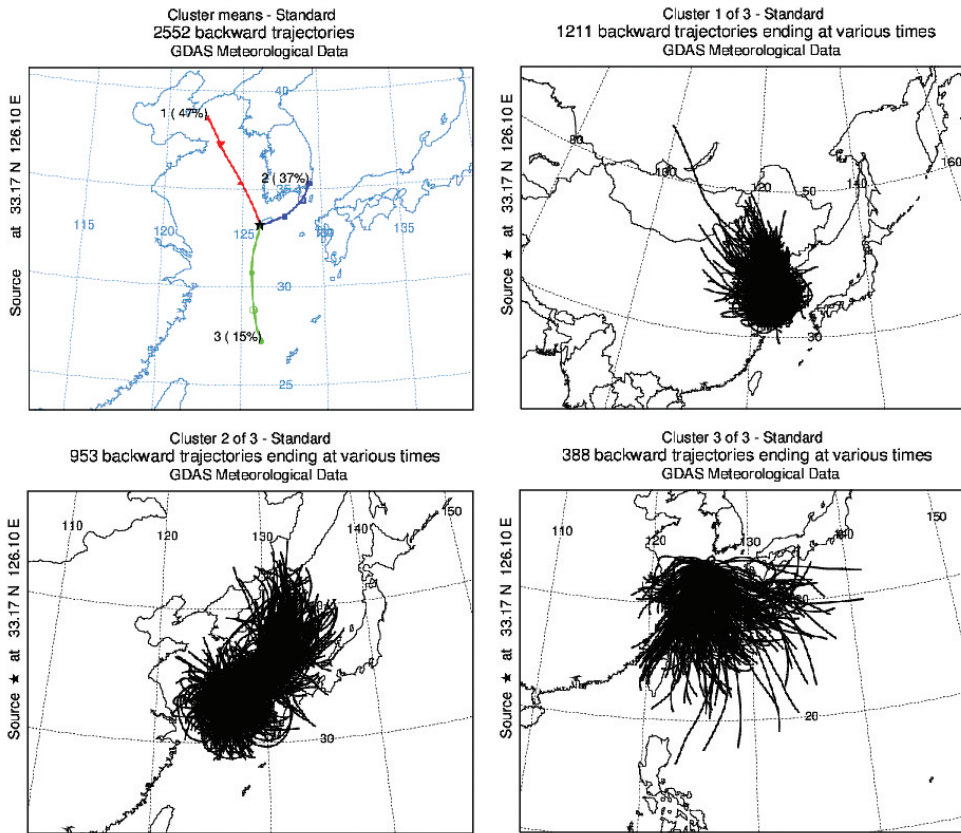 Cluster means - Standard
2552 backward trajectories
GDAS Meteorological Data
Source ★ at 33.17 N 126.10 E
1 ( 47%)
40
2 ( 37%)
35
115
120
125
135
30
3 ( 15%)
25
Cluster 1 of 3 - Standard
1211 backward trajectories ending at various times
GDAS Meteorological Data
Source ★ at 33.17 N 126.10 E
160
120
50
140
30
Cluster 2 of 3 - Standard
953 backward trajectories ending at various times
GDAS Meteorological Data
Source ★ at 33.17 N 126.10 E
110
120
130
140
150
30
Cluster 3 of 3 - Standard
388 backward trajectories ending at various times
GDAS Meteorological Data
Source ★ at 33.17 N 126.10 E
110
120
130
140
150
20